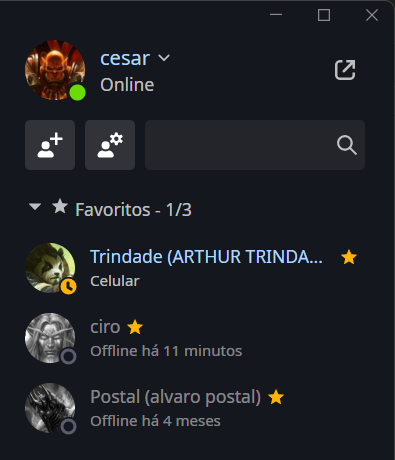 cesar
Online
Favoritos - 1/3
Trindade (ARTHUR TRINDA...
Celular
ciro
Offline há 11 minutos
Postal (alvaro postal)
Offline há 4 meses